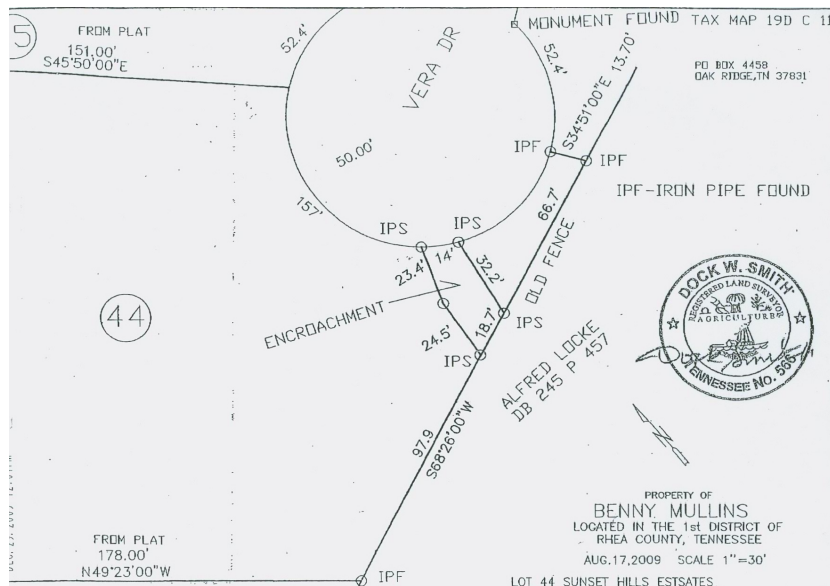 5
FROM PLAT
151.00'
S45°50'00"E
52.4'
VERA DR
52.4'
MONUMENT FOUND
TAX MAP 19D C 11
PO BOX 4458
OAK RIDGE,TN 37831
S34°51'00"E 13.70'
IPF
IPF
50.00'
IPF-IRON PIPE FOUND
157'
66.7'
OLD FENCE
IPS
IPS
14'
23.4'
32.2'
ENCROACHMENT
44
24.5'
18.7'
IPS
IPS
DOCK W. SMITH
REGISTERED LAND SURVEYOR
AGRICULTURE
TENNESSEE NO. 566
ALFRED LOCKE
DB 245 P 457
97.9
S68°26'00"W
PROPERTY OF
BENNY MULLINS
LOCATED IN THE 1st DISTRICT OF
RHEA COUNTY, TENNESSEE
AUG.17,2009 SCALE 1"=30'
LOT 44 SUNSET HILLS ESTSATES
FROM PLAT
178.00'
N49°23'00"W
IPF